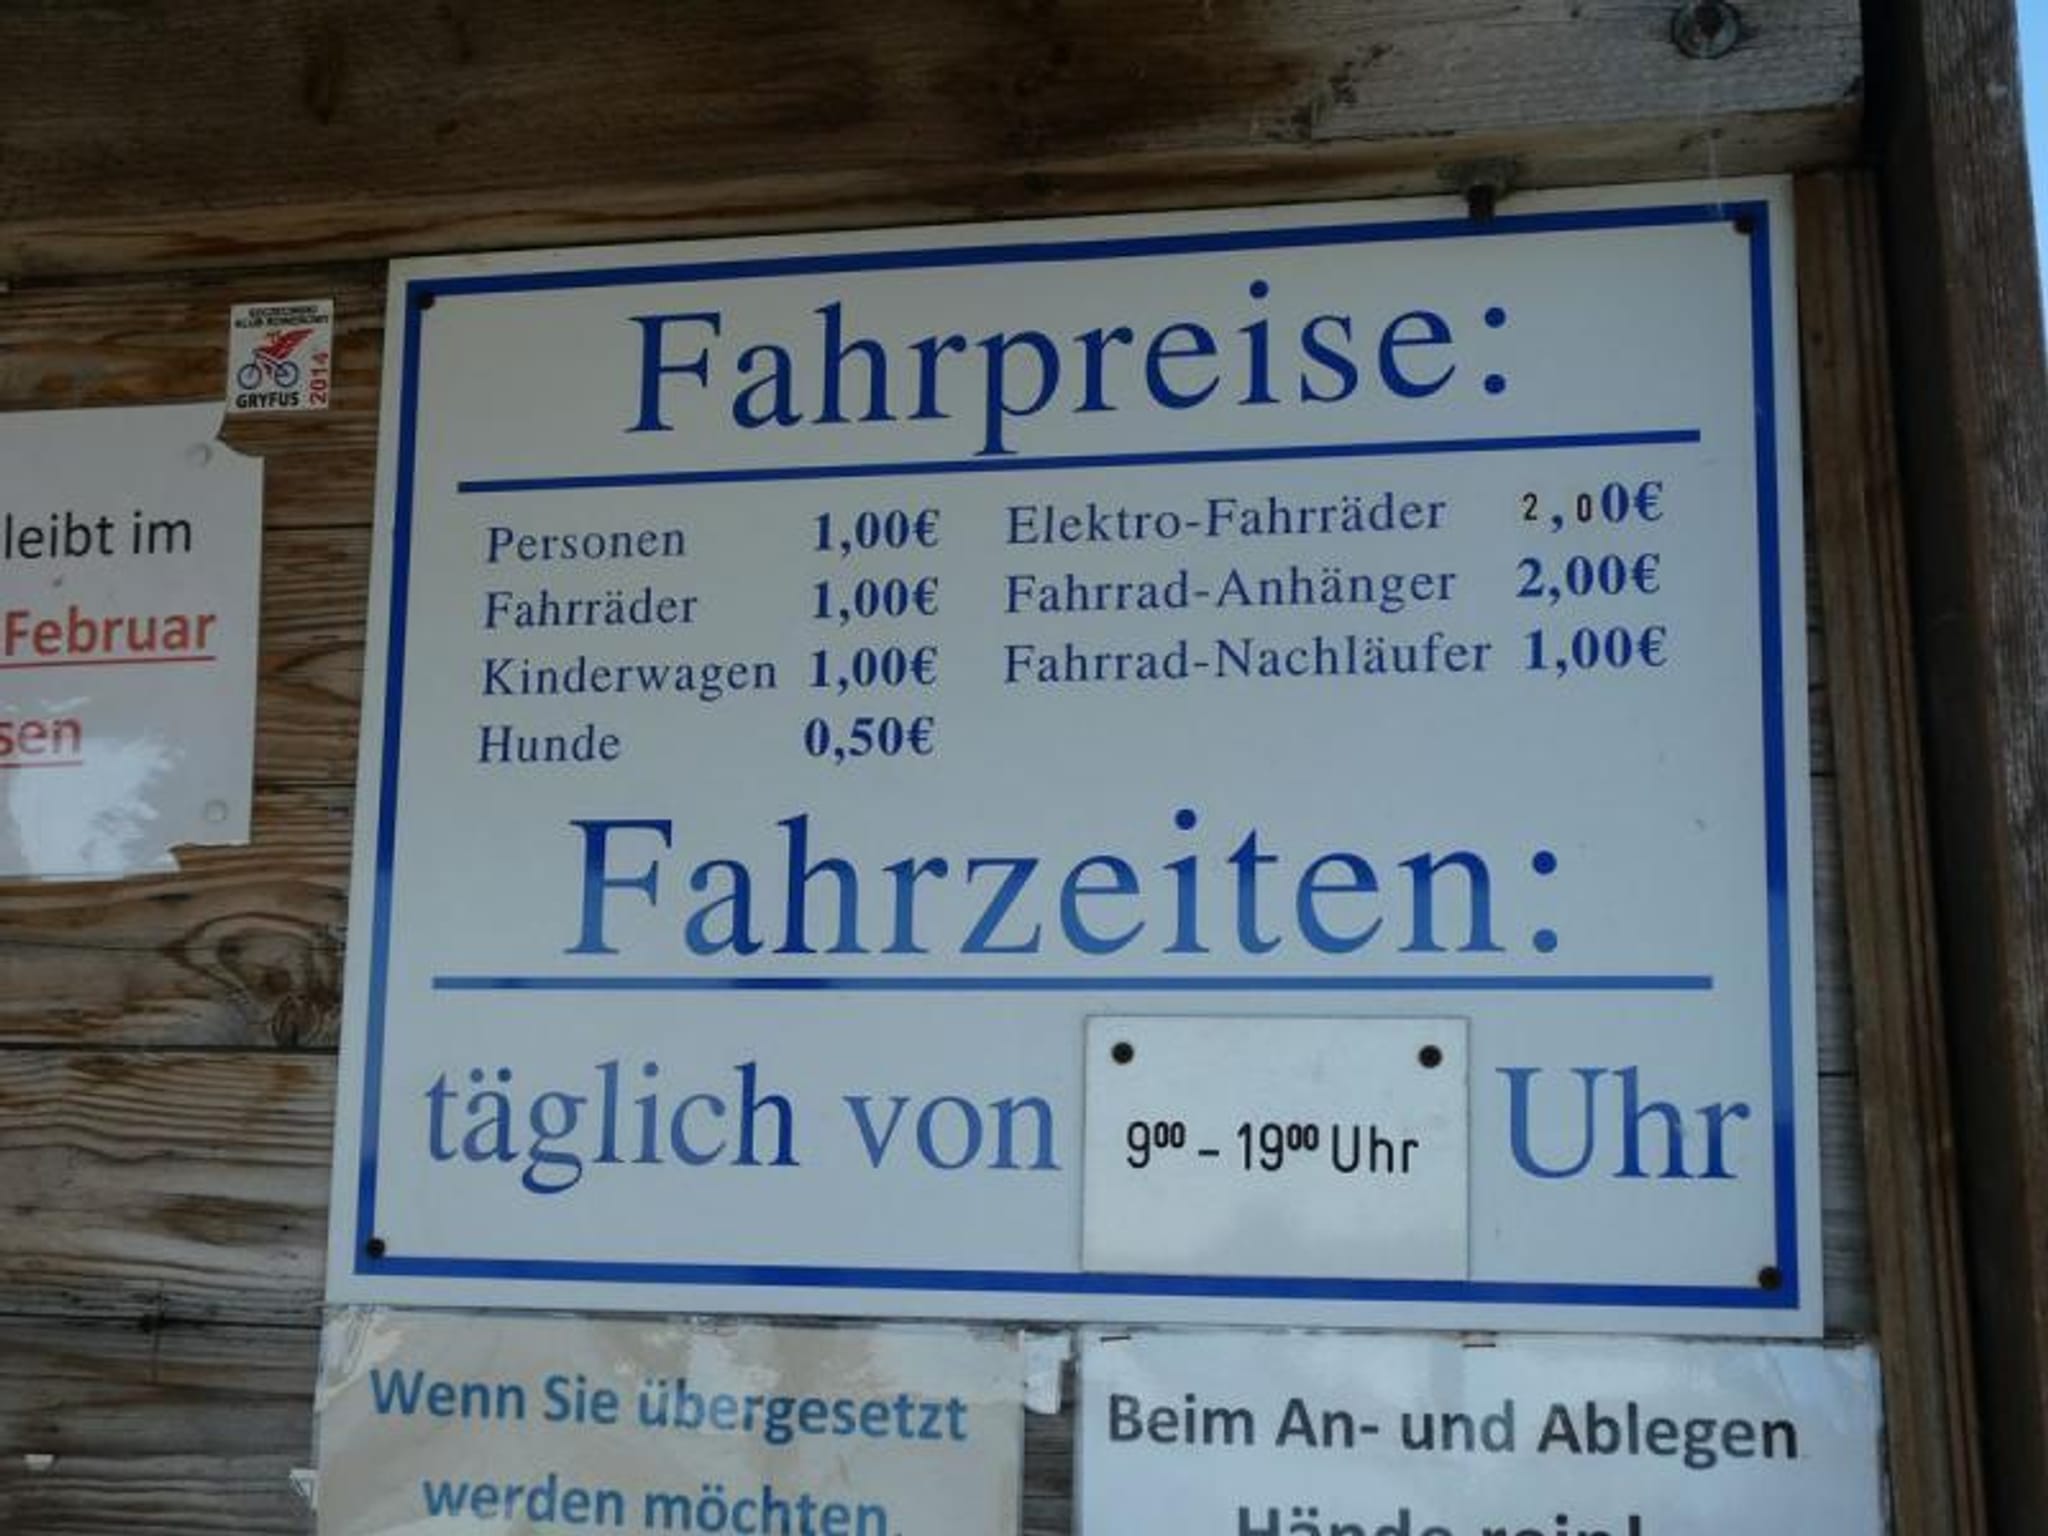 GRYFUS
2014
leibt im
Februar
sen
Fahrpreise:
Personen 1,00€ Elektro-Fahrräder 2,00€
Fahrräder 1,00€ Fahrrad-Anhänger 2,00€
Kinderwagen 1,00€ Fahrrad-Nachläufer 1,00€
Hunde 0,50€
Fahrzeiten:
täglich von 9⁰⁰ - 19⁰⁰ Uhr Uhr
Wenn Sie übergesetzt
werden möchten,
Beim An- und Ablegen
Hände rein!